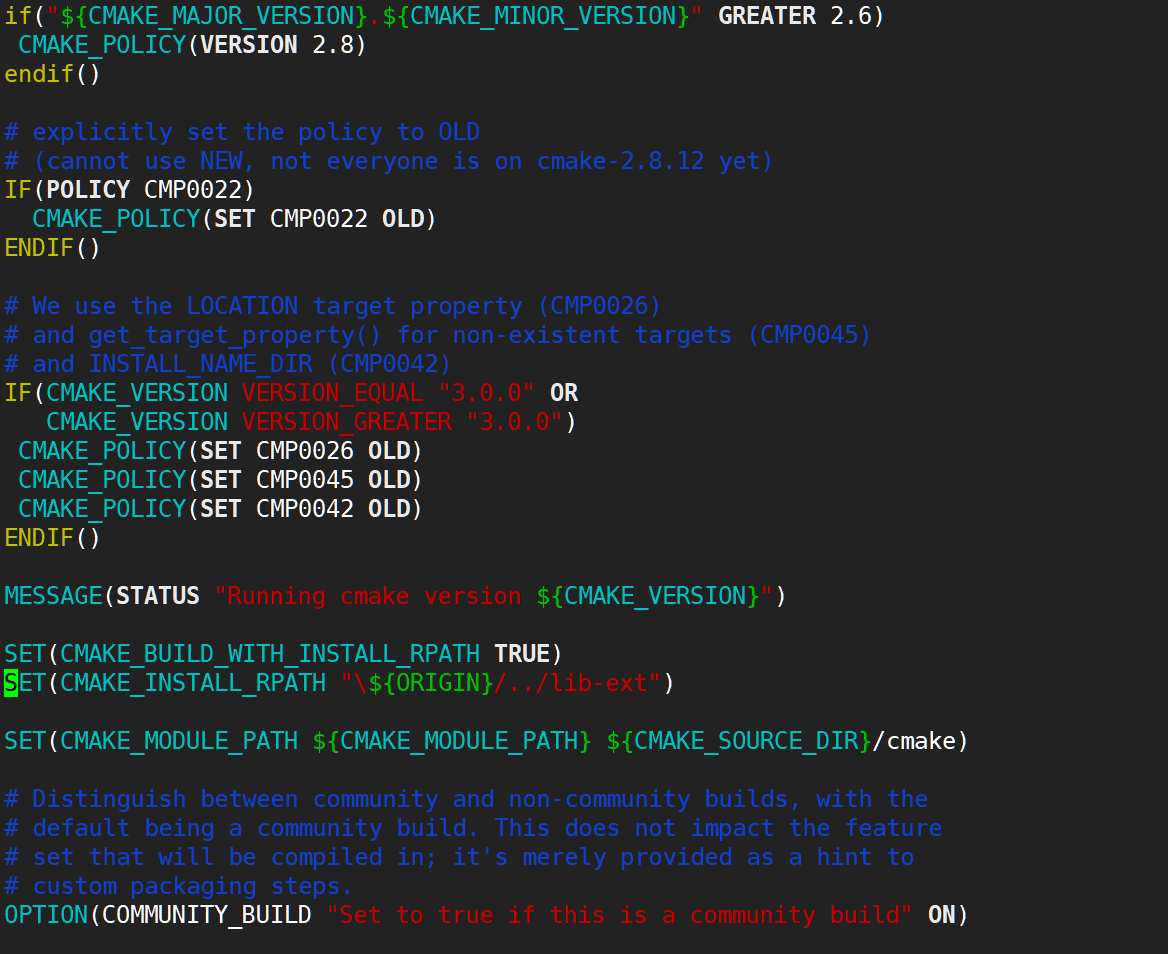 if("${CMAKE_MAJOR_VERSION}.${CMAKE_MINOR_VERSION}" GREATER 2.6)
 CMAKE_POLICY(VERSION 2.8)
endif()

# explicitly set the policy to OLD
# (cannot use NEW, not everyone is on cmake-2.8.12 yet)
IF(POLICY CMP0022)
  CMAKE_POLICY(SET CMP0022 OLD)
ENDIF()

# We use the LOCATION target property (CMP0026)
# and get_target_property() for non-existent targets (CMP0045)
# and INSTALL_NAME_DIR (CMP0042)
IF(CMAKE_VERSION VERSION_EQUAL "3.0.0" OR
   CMAKE_VERSION VERSION_GREATER "3.0.0")
 CMAKE_POLICY(SET CMP0026 OLD)
 CMAKE_POLICY(SET CMP0045 OLD)
 CMAKE_POLICY(SET CMP0042 OLD)
ENDIF()

MESSAGE(STATUS "Running cmake version ${CMAKE_VERSION}")

SET(CMAKE_BUILD_WITH_INSTALL_RPATH TRUE)
SET(CMAKE_INSTALL_RPATH "\${ORIGIN}/../lib-ext")

SET(CMAKE_MODULE_PATH ${CMAKE_MODULE_PATH} ${CMAKE_SOURCE_DIR}/cmake)

# Distinguish between community and non-community builds, with the
# default being a community build. This does not impact the feature
# set that will be compiled in; it's merely provided as a hint to
# custom packaging steps.
OPTION(COMMUNITY_BUILD "Set to true if this is a community build" ON)